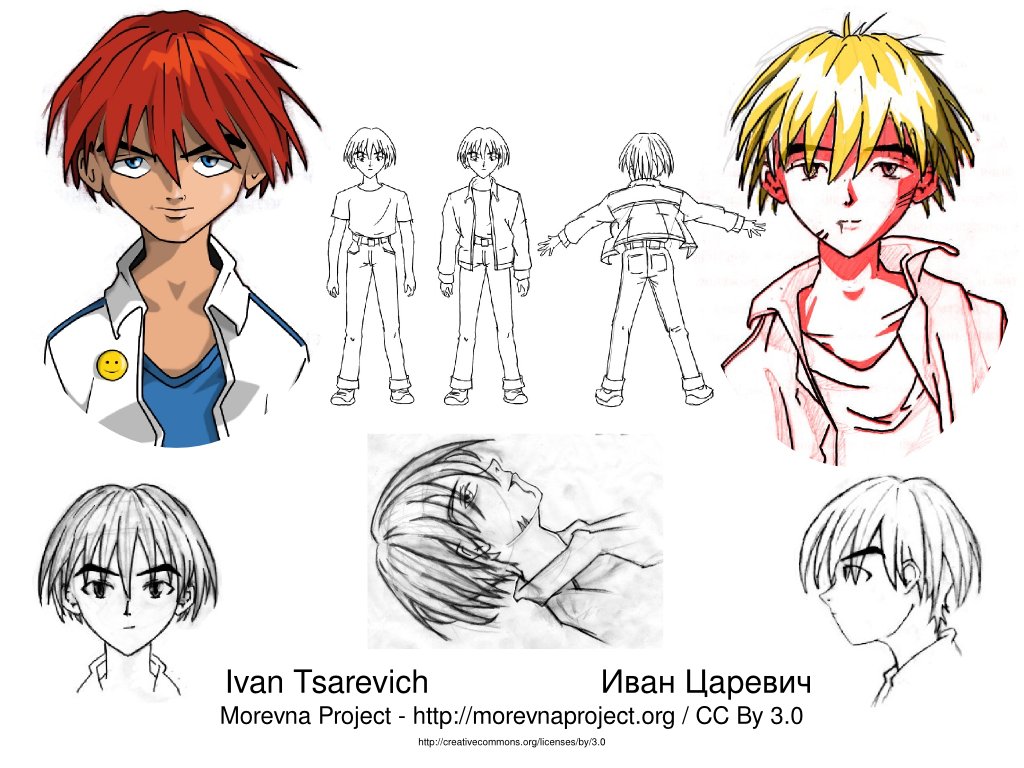 Ivan Tsarevich Иван Царевич
Morevna Project - http://morevnaproject.org / CC By 3.0
http://creativecommons.org/licenses/by/3.0